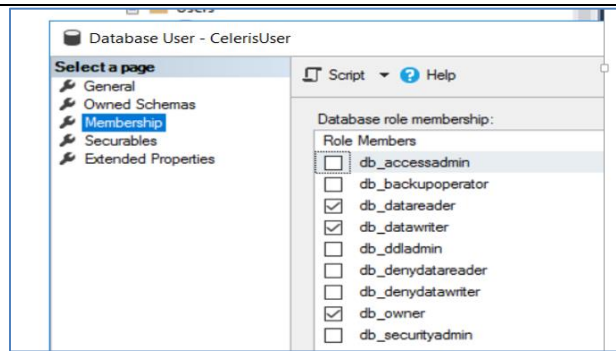 Database User - CelerisUser
Select a page
General
Owned Schemas
Membership
Securables
Extended Properties
Script
Help
Database role membership:
Role Members
db_accessadmin
db_backupoperator
db_datareader
db_datawriter
db_ddladmin
db_denydatareader
db_denydatawriter
db_owner
db_securityadmin